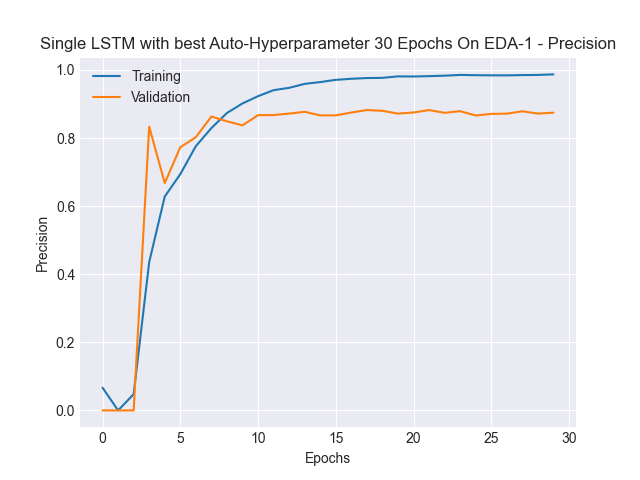 Single LSTM with best Auto-Hyperparameter 30 Epochs On EDA-1 - Precision
Training
Validation
1.0
0.8
0.6
0.4
0.2
0.0
Precision
0 5 10 15 20 25 30
Epochs